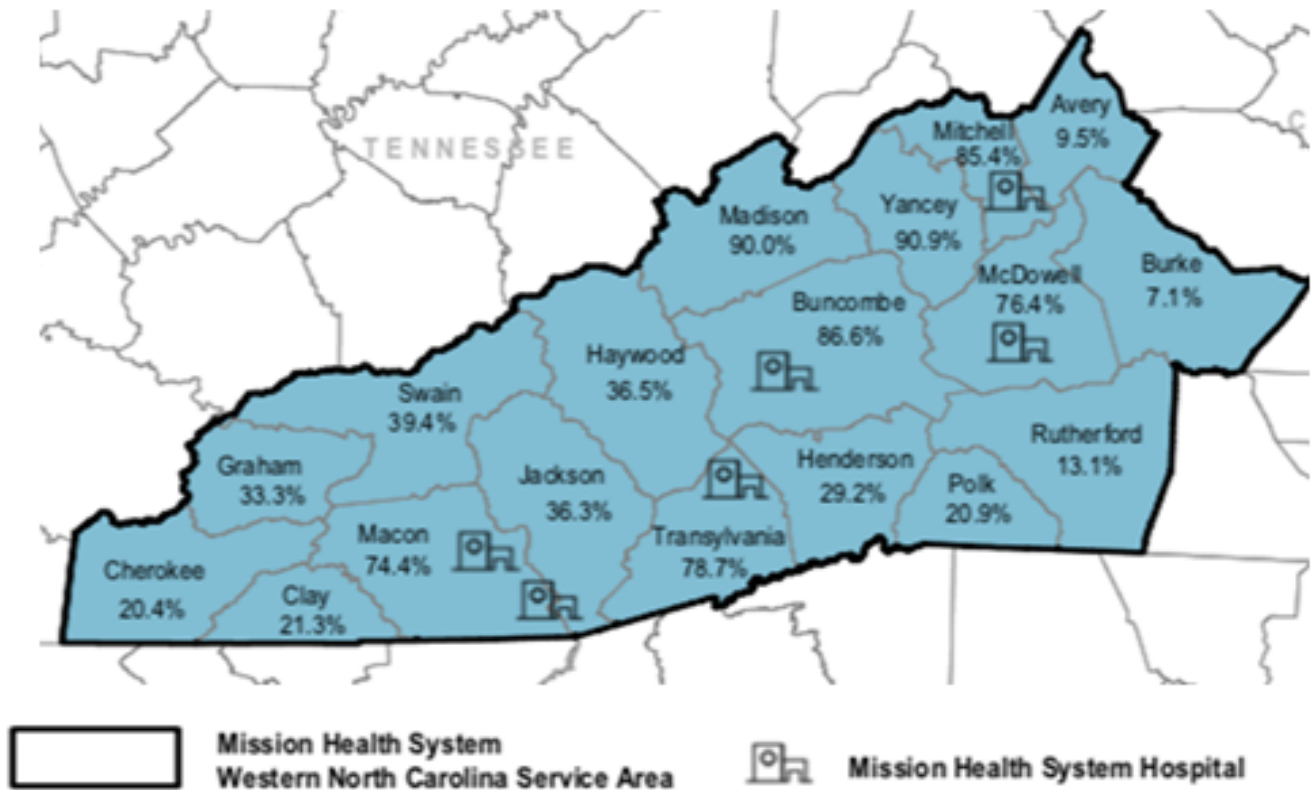 TENNESSEE
C
Avery
9.5%
Mitchell
85.4%
Yancey
90.9%
Madison
90.0%
McDowell
76.4%
Burke
7.1%
Buncombe
86.6%
Haywood
36.5%
Swain
39.4%
Rutherford
13.1%
Graham
33.3%
Jackson
36.3%
Henderson
29.2%
Polk
20.9%
Macon
74.4%
Transylvania
78.7%
Cherokee
20.4%
Clay
21.3%
Mission Health System
Western North Carolina Service Area
Mission Health System Hospital